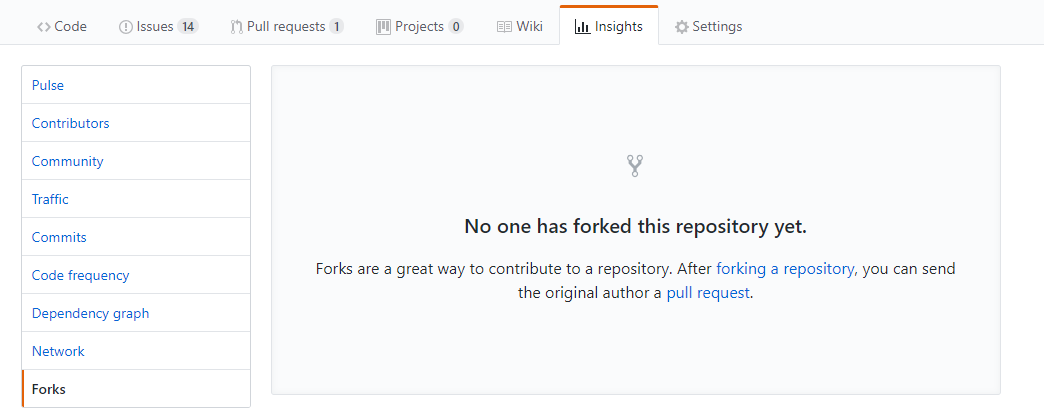 Code Issues 14 Pull requests 1 Projects 0 Wiki Insights Settings
Pulse
Contributors
Community
Traffic
Commits
Code frequency
Dependency graph
Network
Forks
No one has forked this repository yet.
Forks are a great way to contribute to a repository. After forking a repository, you can send
the original author a pull request.